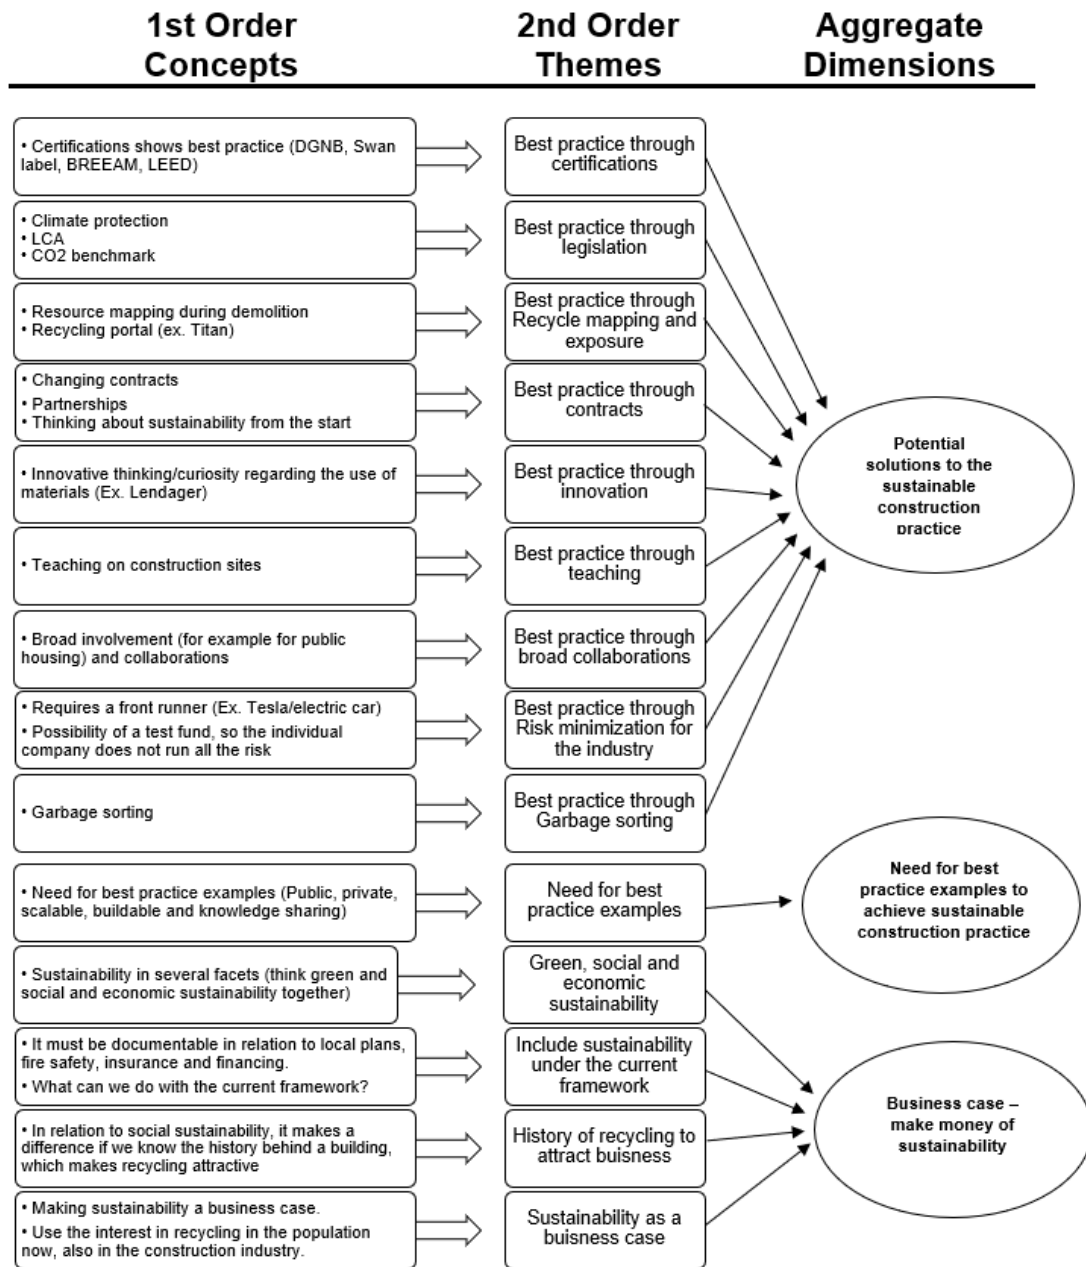 1st Order
Concepts
2nd Order
Themes
Aggregate
Dimensions
• Certifications shows best practice (DGNB, Swan
label, BREEAM, LEED)
Best practice through
certifications
• Climate protection
• LCA
• CO2 benchmark
Best practice through
legislation
• Resource mapping during demolition
• Recycling portal (ex. Titan)
Best practice through
Recycle mapping and
exposure
• Changing contracts
• Partnerships
• Thinking about sustainability from the start
Best practice through
contracts
• Innovative thinking/curiosity regarding the use of
materials (Ex. Lendager)
Best practice through
innovation
• Teaching on construction sites
Best practice through
teaching
• Broad involvement (for example for public
housing) and collaborations
Best practice through
broad collaborations
• Requires a front runner (Ex. Tesla/electric car)
• Possibility of a test fund, so the individual
company does not run all the risk
Best practice through
Risk minimization for
the industry
• Garbage sorting
Best practice through
Garbage sorting
Potential
solutions to the
sustainable
construction
practice
• Need for best practice examples (Public, private,
scalable, buildable and knowledge sharing)
Need for best
practice examples
Need for best
practice examples to
achieve sustainable
construction practice
• Sustainability in several facets (think green and
social and economic sustainability together)
Green, social and
economic
sustainability
• It must be documentable in relation to local plans,
fire safety, insurance and financing.
• What can we do with the current framework?
Include sustainability
under the current
framework
• In relation to social sustainability, it makes a
difference if we know the history behind a building,
which makes recycling attractive
History of recycling to
attract buisness
• Making sustainability a business case.
• Use the interest in recycling in the population
now, also in the construction industry.
Sustainability as a
buisness case
Business case –
make money of
sustainability